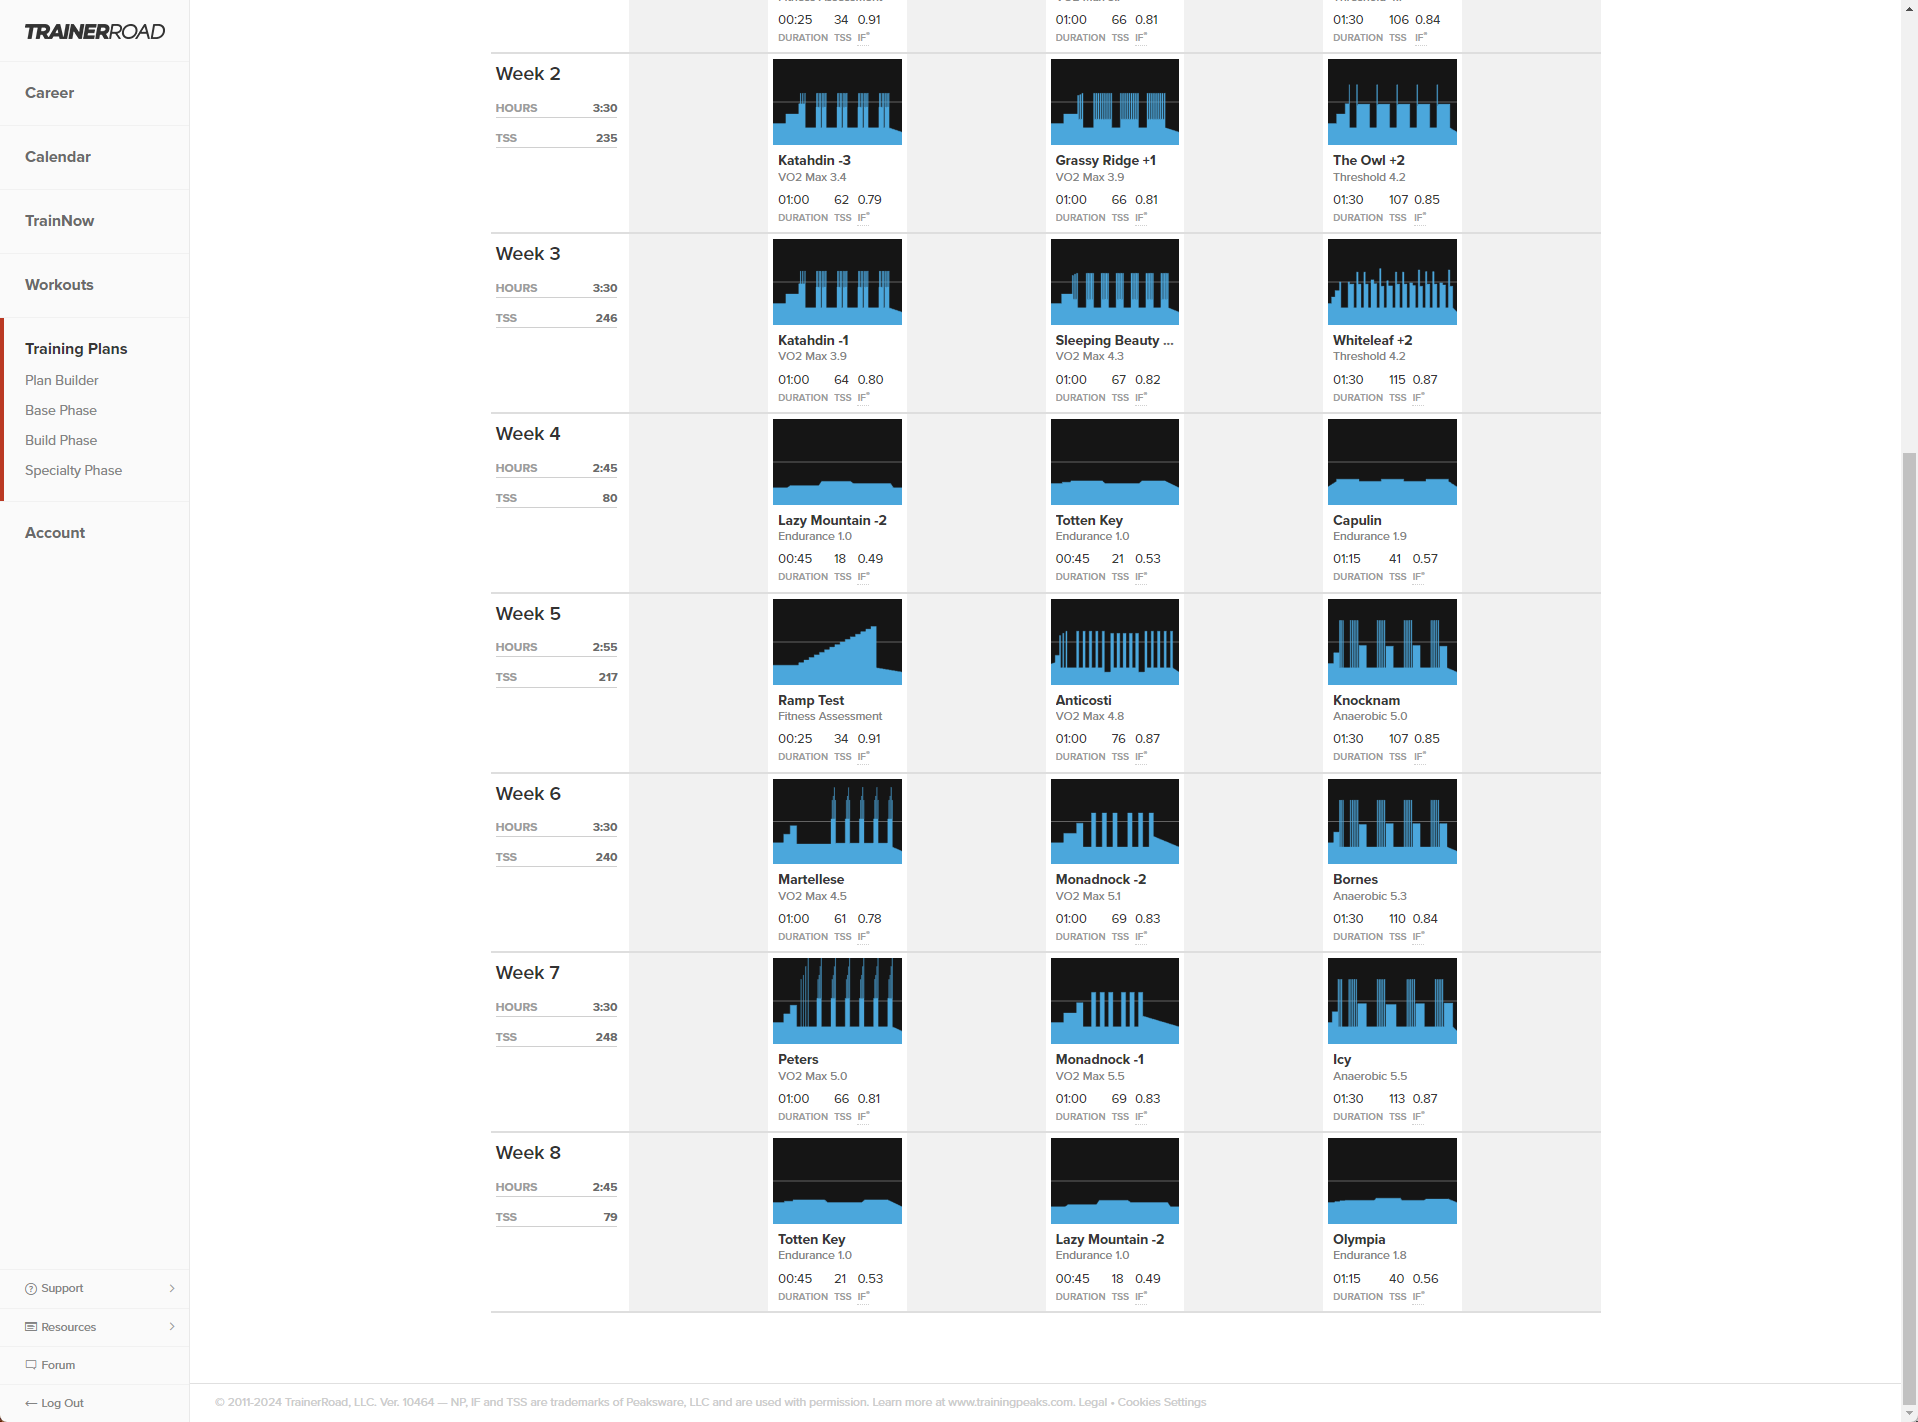 TRAINERROAD
Career
Calendar
TrainNow
Workouts
Training Plans
Plan Builder
Base Phase
Build Phase
Specialty Phase
Account
Support
Resources
Forum
← Log Out
00:25 34 0.91
DURATION TSS IF*
01:00 66 0.81
DURATION TSS IF*
01:30 106 0.84
DURATION TSS IF*
Week 2
HOURS 3:30
TSS 235
Katahdin -3
VO2 Max 3.4
01:00 62 0.79
DURATION TSS IF*
Grassy Ridge +1
VO2 Max 3.9
01:00 66 0.81
DURATION TSS IF*
The Owl +2
Threshold 4.2
01:30 107 0.85
DURATION TSS IF*
Week 3
HOURS 3:30
TSS 246
Katahdin -1
VO2 Max 3.9
01:00 64 0.80
DURATION TSS IF*
Sleeping Beauty ...
VO2 Max 4.3
01:00 67 0.82
DURATION TSS IF*
Whiteleaf +2
Threshold 4.2
01:30 115 0.87
DURATION TSS IF*
Week 4
HOURS 2:45
TSS 80
Lazy Mountain -2
Endurance 1.0
00:45 18 0.49
DURATION TSS IF*
Totten Key
Endurance 1.0
00:45 21 0.53
DURATION TSS IF*
Capulin
Endurance 1.9
01:15 41 0.57
DURATION TSS IF*
Week 5
HOURS 2:55
TSS 217
Ramp Test
Fitness Assessment
00:25 34 0.91
DURATION TSS IF*
Anticosti
VO2 Max 4.8
01:00 76 0.87
DURATION TSS IF*
Knocknam
Anaerobic 5.0
01:30 107 0.85
DURATION TSS IF*
Week 6
HOURS 3:30
TSS 240
Martellese
VO2 Max 4.5
01:00 61 0.78
DURATION TSS IF*
Monadnock -2
VO2 Max 5.1
01:00 69 0.83
DURATION TSS IF*
Bornes
Anaerobic 5.3
01:30 110 0.84
DURATION TSS IF*
Week 7
HOURS 3:30
TSS 248
Peters
VO2 Max 5.0
01:00 66 0.81
DURATION TSS IF*
Monadnock -1
VO2 Max 5.5
01:00 69 0.83
DURATION TSS IF*
Icy
Anaerobic 5.5
01:30 113 0.87
DURATION TSS IF*
Week 8
HOURS 2:45
TSS 79
Totten Key
Endurance 1.0
00:45 21 0.53
DURATION TSS IF*
Lazy Mountain -2
Endurance 1.0
00:45 18 0.49
DURATION TSS IF*
Olympia
Endurance 1.8
01:15 40 0.56
DURATION TSS IF*
© 2011-2024 TrainerRoad, LLC. Ver. 10464 — NP, IF and TSS are trademarks of Peaksware, LLC and are used with permission. Learn more at www.trainingpeaks.com. Legal • Cookies Settings